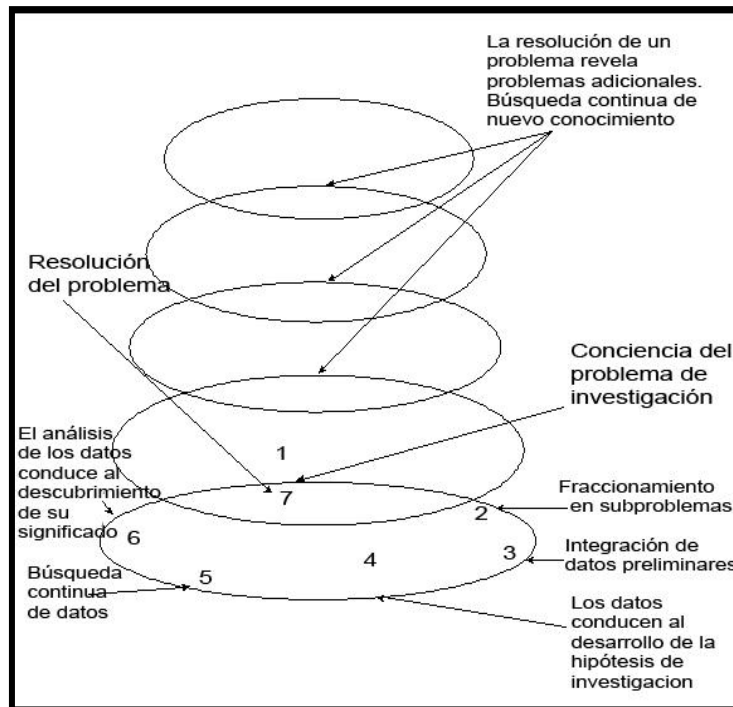 La resolución de un
problema revela
problemas adicionales.
Búsqueda continua de
nuevo conocimiento
Resolución
del problema
Conciencia del
problema de
investigación
El análisis
de los datos
conduce al
descubrimiento
de su
significado
1
7
2
Fraccionamiento
en subproblemas
6
4
3
Integración de
datos preliminares
5
Búsqueda
continua
de datos
Los datos
conducen al
desarrollo de la
hipótesis de
investigacion